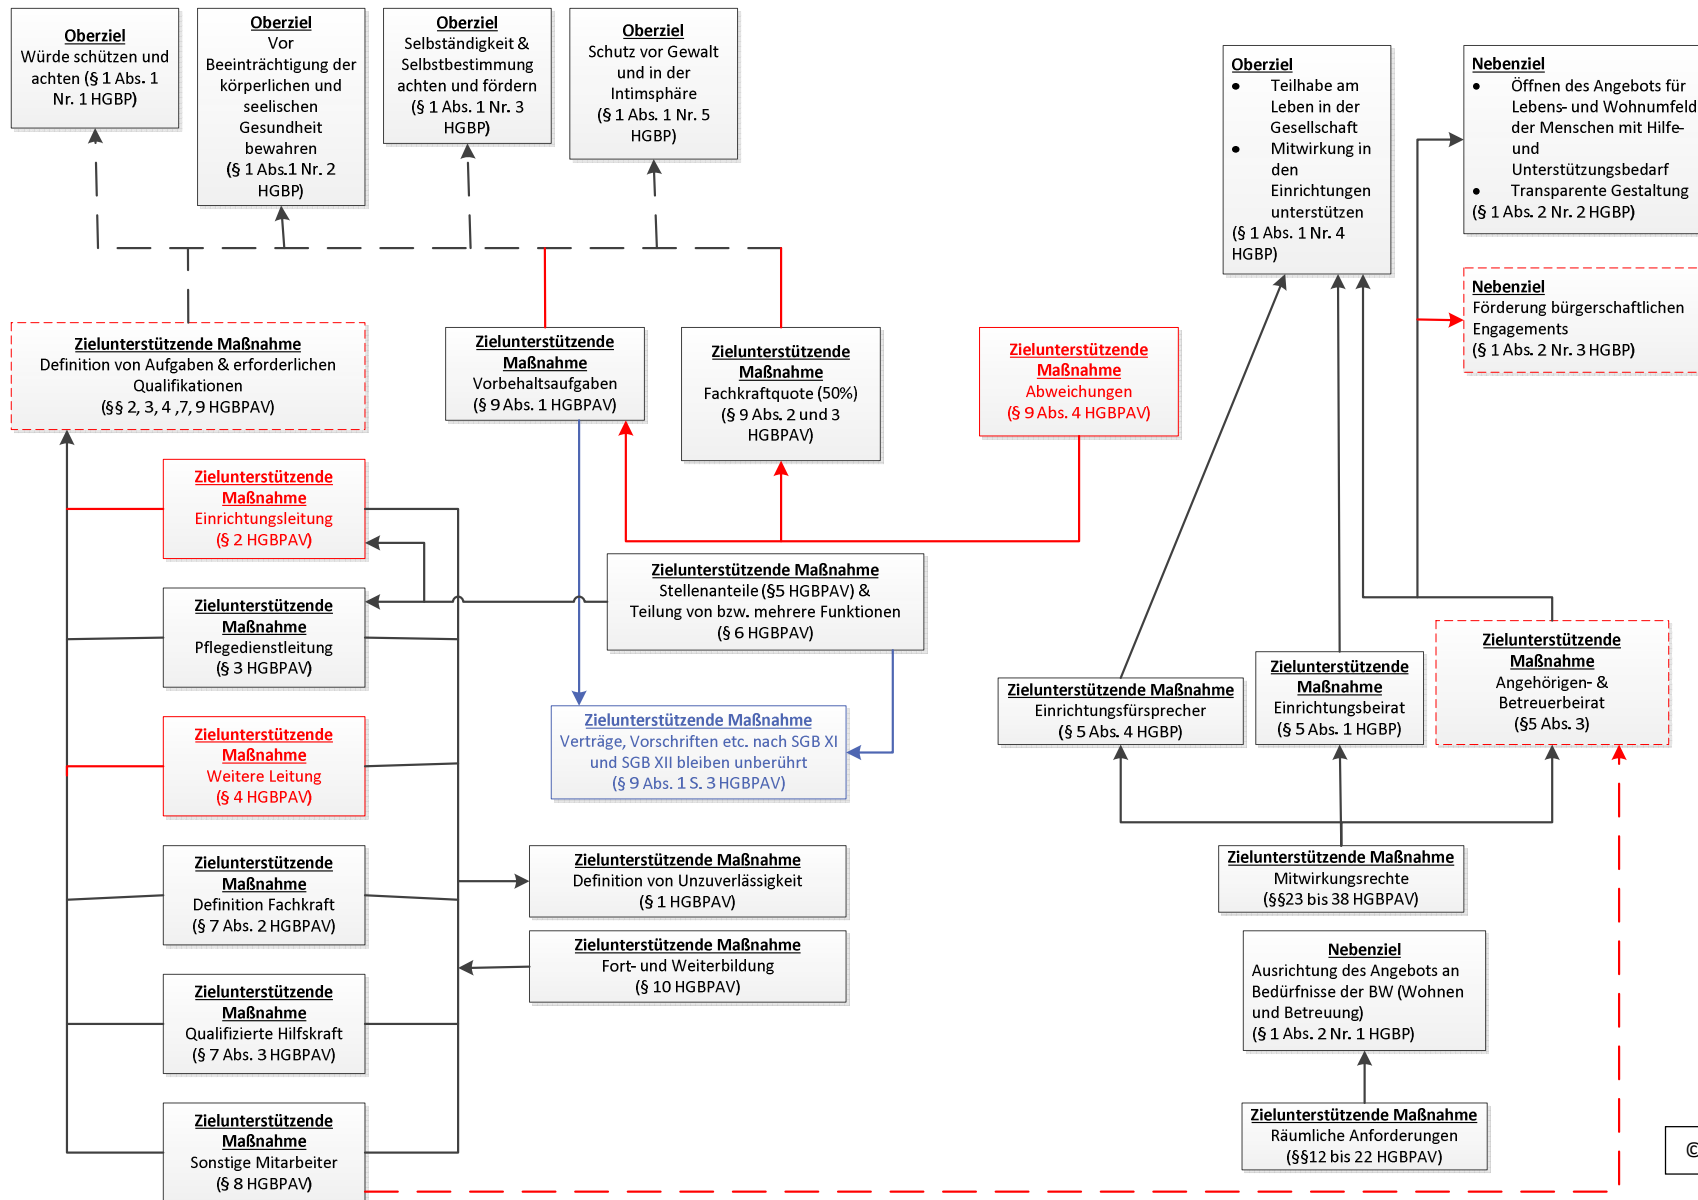 Oberziel
Würde schützen und
achten (§ 1 Abs. 1
Nr. 1 HGBP)
Oberziel
Vor
Beeinträchtigung der
körperlichen und
seelischen
Gesundheit
bewahren
(§ 1 Abs.1 Nr. 2
HGBP)
Oberziel
Selbständigkeit &
Selbstbestimmung
achten und fördern
(§ 1 Abs. 1 Nr. 3
HGBP)
Oberziel
Schutz vor Gewalt
und in der
Intimsphäre
(§ 1 Abs. 1 Nr. 5
HGBP)
Oberziel
• Teilhabe am
Leben in der
Gesellschaft
• Mitwirkung in
den
Einrichtungen
unterstützen
(§ 1 Abs. 1 Nr. 4
HGBP)
Nebenziel
• Öffnen des Angebots für
Lebens- und Wohnumfeld
der Menschen mit Hilfe-
und
Unterstützungsbedarf
• Transparente Gestaltung
(§ 1 Abs. 2 Nr. 2 HGBP)
Nebenziel
Förderung bürgerschaftlichen
Engagements
(§ 1 Abs. 2 Nr. 3 HGBP)
Zielunterstützende Maßnahme
Definition von Aufgaben & erforderlichen
Qualifikationen
(§§ 2, 3, 4 ,7, 9 HGBPAV)
Zielunterstützende
Maßnahme
Vorbehaltsaufgaben
(§ 9 Abs. 1 HGBPAV)
Zielunterstützende
Maßnahme
Fachkraftquote (50%)
(§ 9 Abs. 2 und 3
HGBPAV)
Zielunterstützende
Maßnahme
Abweichungen
(§ 9 Abs. 4 HGBPAV)
Zielunterstützende
Maßnahme
Einrichtungsleitung
(§ 2 HGBPAV)
Zielunterstützende Maßnahme
Stellenanteile (§5 HGBPAV) &
Teilung von bzw. mehrere Funktionen
(§ 6 HGBPAV)
Zielunterstützende
Maßnahme
Pflegedienstleitung
(§ 3 HGBPAV)
Zielunterstützende Maßnahme
Verträge, Vorschriften etc. nach SGB XI
und SGB XII bleiben unberührt
(§ 9 Abs. 1 S. 3 HGBPAV)
Zielunterstützende
Maßnahme
Weitere Leitung
(§ 4 HGBPAV)
Zielunterstützende Maßnahme
Einrichtungsfürsprecher
(§ 5 Abs. 4 HGBP)
Zielunterstützende
Maßnahme
Einrichtungsbeirat
(§ 5 Abs. 1 HGBP)
Zielunterstützende
Maßnahme
Angehörigen- &
Betreuerbeirat
(§5 Abs. 3)
Zielunterstützende
Maßnahme
Definition Fachkraft
(§ 7 Abs. 2 HGBPAV)
Zielunterstützende Maßnahme
Definition von Unzuverlässigkeit
(§ 1 HGBPAV)
Zielunterstützende Maßnahme
Mitwirkungsrechte
(§§23 bis 38 HGBPAV)
Zielunterstützende Maßnahme
Fort- und Weiterbildung
(§ 10 HGBPAV)
Nebenziel
Ausrichtung des Angebots an
Bedürfnisse der BW (Wohnen
und Betreuung)
(§ 1 Abs. 2 Nr. 1 HGBP)
Zielunterstützende
Maßnahme
Qualifizierte Hilfskraft
(§ 7 Abs. 3 HGBPAV)
Zielunterstützende Maßnahme
Räumliche Anforderungen
(§§12 bis 22 HGBPAV)
Zielunterstützende
Maßnahme
Sonstige Mitarbeiter
(§ 8 HGBPAV)
©